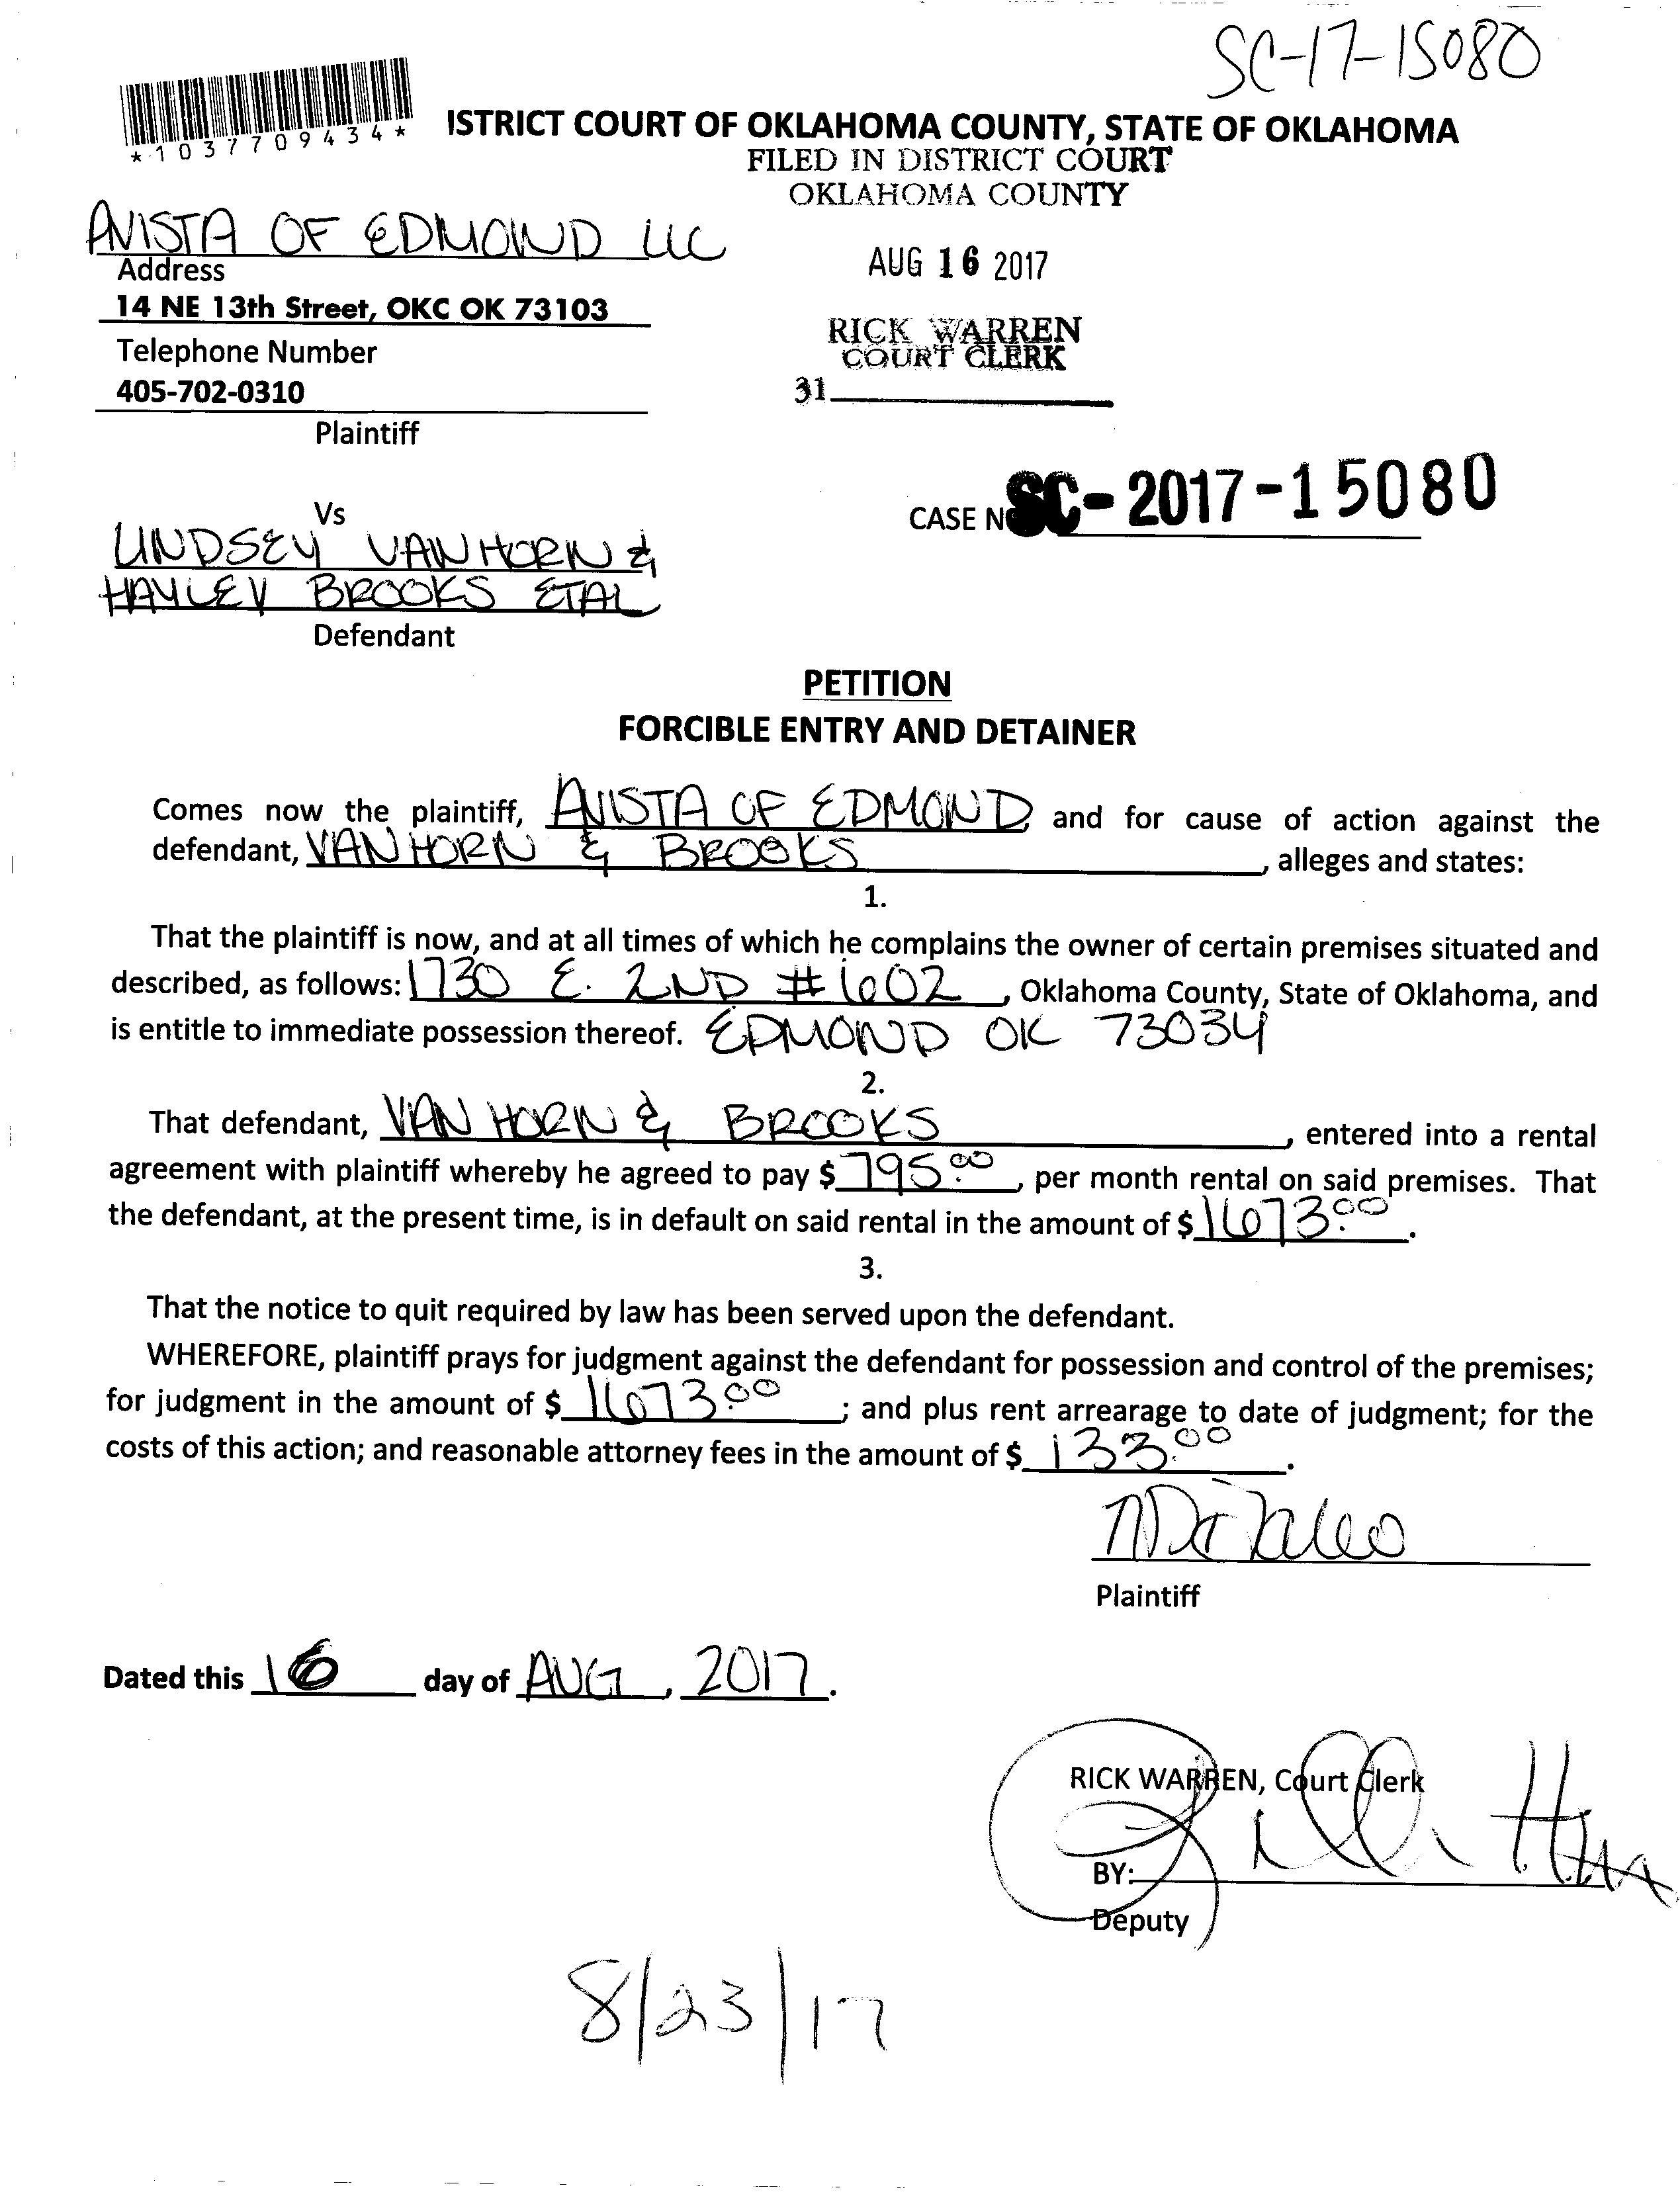 SC-17-15080
*1037709434*
ISTRICT COURT OF OKLAHOMA COUNTY, STATE OF OKLAHOMA
FILED IN DISTRICT COURT
OKLAHOMA COUNTY
AVISTA OF EDMOND LLC
Address
AUG 16 2017
14 NE 13th Street, OKC OK 73103
RICK WARREN
COURT CLERK
Telephone Number
405-702-0310
31
Plaintiff
CASE NO SC-2017-15080
Vs
LINDSEY VAN HORN &
HAYLEY BROOKS ETAL
Defendant
PETITION
FORCIBLE ENTRY AND DETAINER
Comes now the plaintiff, AVISTA OF EDMOND, and for cause of action against the
defendant, VAN HORN & BROOKS, alleges and states:
1.
That the plaintiff is now, and at all times of which he complains the owner of certain premises situated and
described, as follows: 1730 E. 2ND #602, Oklahoma County, State of Oklahoma, and
is entitle to immediate possession thereof. EDMOND OK 73034
2.
That defendant, VAN HORN & BROOKS, entered into a rental
agreement with plaintiff whereby he agreed to pay $ 795.00, per month rental on said premises. That
the defendant, at the present time, is in default on said rental in the amount of $ 1673.00.
3.
That the notice to quit required by law has been served upon the defendant.
WHEREFORE, plaintiff prays for judgment against the defendant for possession and control of the premises;
for judgment in the amount of $ 1673.00; and plus rent arrearage to date of judgment; for the
costs of this action; and reasonable attorney fees in the amount of $ 133.00.
Plaintiff
Dated this 16 day of AUG, 2017.
RICK WARREN, Court Clerk
BY:
Deputy
8/23/17